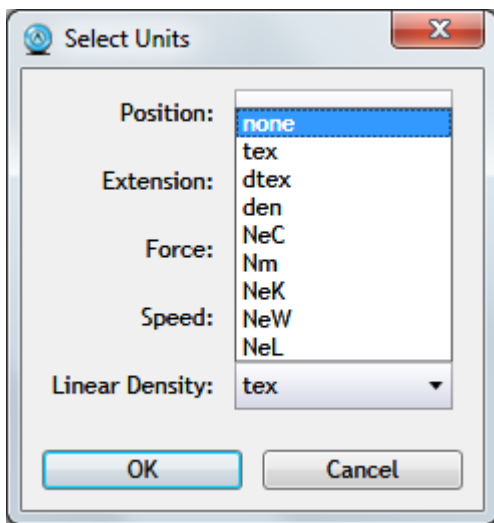 Select Units
Position:
none
tex
Extension:
dtex
den
NeC
Force:
Nm
NeK
Speed:
NeW
NeL
Linear Density:
tex
OK
Cancel